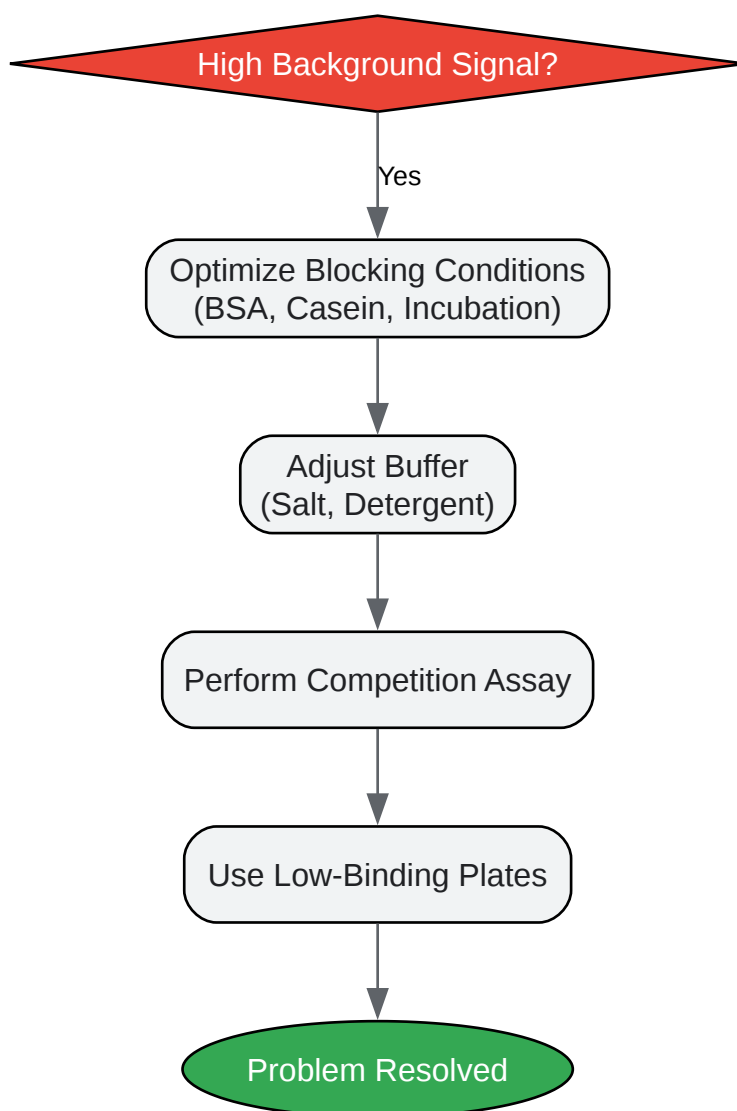 High Background Signal?
Yes
Optimize Blocking Conditions
(BSA, Casein, Incubation)
Adjust Buffer
(Salt, Detergent)
Perform Competition Assay
Use Low-Binding Plates
Problem Resolved